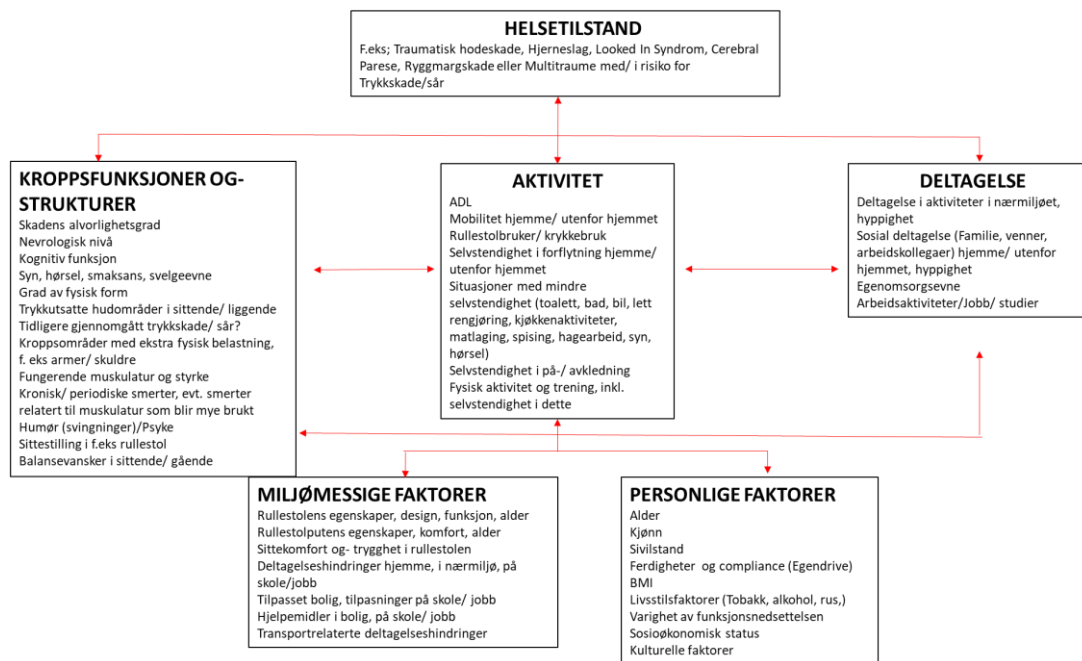 HELSETILSTAND
F.eks; Traumatisk hodeskade, Hjerneslag, Looked In Syndrom, Cerebral
Parese, Ryggmargskade eller Multitraume med/ i risiko for
Trykkskade/sår
KROPPSFUNKSJONER OG-
STRUKTURER
Skadens alvorlighetsgrad
Nevrologisk nivå
Kognitiv funksjon
Syn, hørsel, smaksans, svelgeevne
Grad av fysisk form
Trykkutsatte hudområder i sittende/ liggende
Tidligere gjennomgått trykkskade/ sår?
Kroppsområder med ekstra fysisk belastning,
f. eks armer/ skuldre
Fungerende muskulatur og styrke
Kronisk/ periodiske smerter, evt. smerter
relatert til muskulatur som blir mye brukt
Humør (svingninger)/Psyke
Sittestilling i f.eks rullestol
Balansevansker i sittende/ gående
AKTIVITET
ADL
Mobilitet hjemme/ utenfor hjemmet
Rullestolbruker/ krykkebruk
Selvstendighet i forflytning hjemme/
utenfor hjemmet
Situasjoner med mindre
selvstendighet (toalett, bad, bil, lett
rengjøring, kjøkkenaktiviteter,
matlaging, spising, hagearbeid, syn,
hørsel)
Selvstendighet i på-/ avkledning
Fysisk aktivitet og trening, inkl.
selvstendighet i dette
DELTAGELSE
Deltagelse i aktiviteter i nærmiljøet,
hyppighet
Sosial deltagelse (Familie, venner,
arbeidskollegaer) hjemme/ utenfor
hjemmet, hyppighet
Egenomsorgsevne
Arbeidsaktiviteter/Jobb/ studier
MILJØMESSIGE FAKTORER
Rullestolens egenskaper, design, funksjon, alder
Rullestolputens egenskaper, komfort, alder
Sittekomfort og- trygghet i rullestolen
Deltagelseshindringer hjemme, i nærmiljø, på
skole/jobb
Tilpasset bolig, tilpasninger på skole/ jobb
Hjelpemidler i bolig, på skole/ jobb
Transportrelaterte deltagelseshindringer
PERSONLIGE FAKTORER
Alder
Kjønn
Sivilstand
Ferdigheter og compliance (Egendrive)
BMI
Livsstilsfaktorer (Tobakk, alkohol, rus,)
Varighet av funksjonsnedsettelsen
Sosioøkonomisk status
Kulturelle faktorer